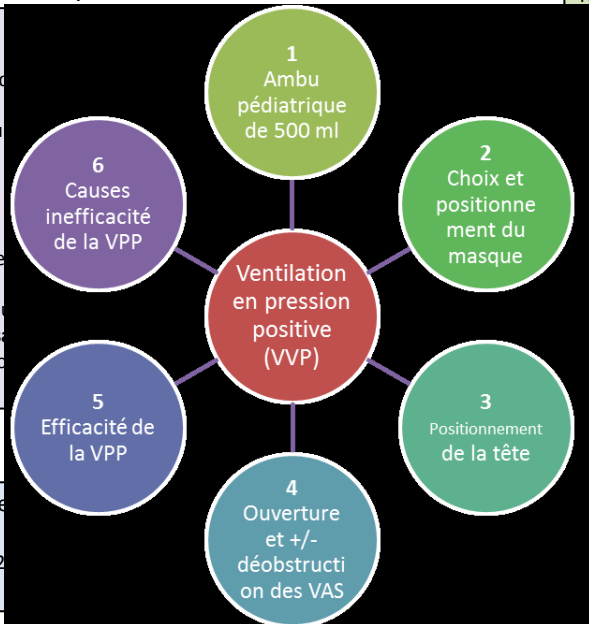 1
Ambu
pédiatrique
de 500 ml
2
Choix et
positionne
ment du
masque
3
Positionnement
de la tête
4
Ouverture
et +/-
déobstructi
on des VAS
5
Efficacité de
la VPP
6
Causes
inefficacité
de la VPP
Ventilation
en pression
positive
(VVP)